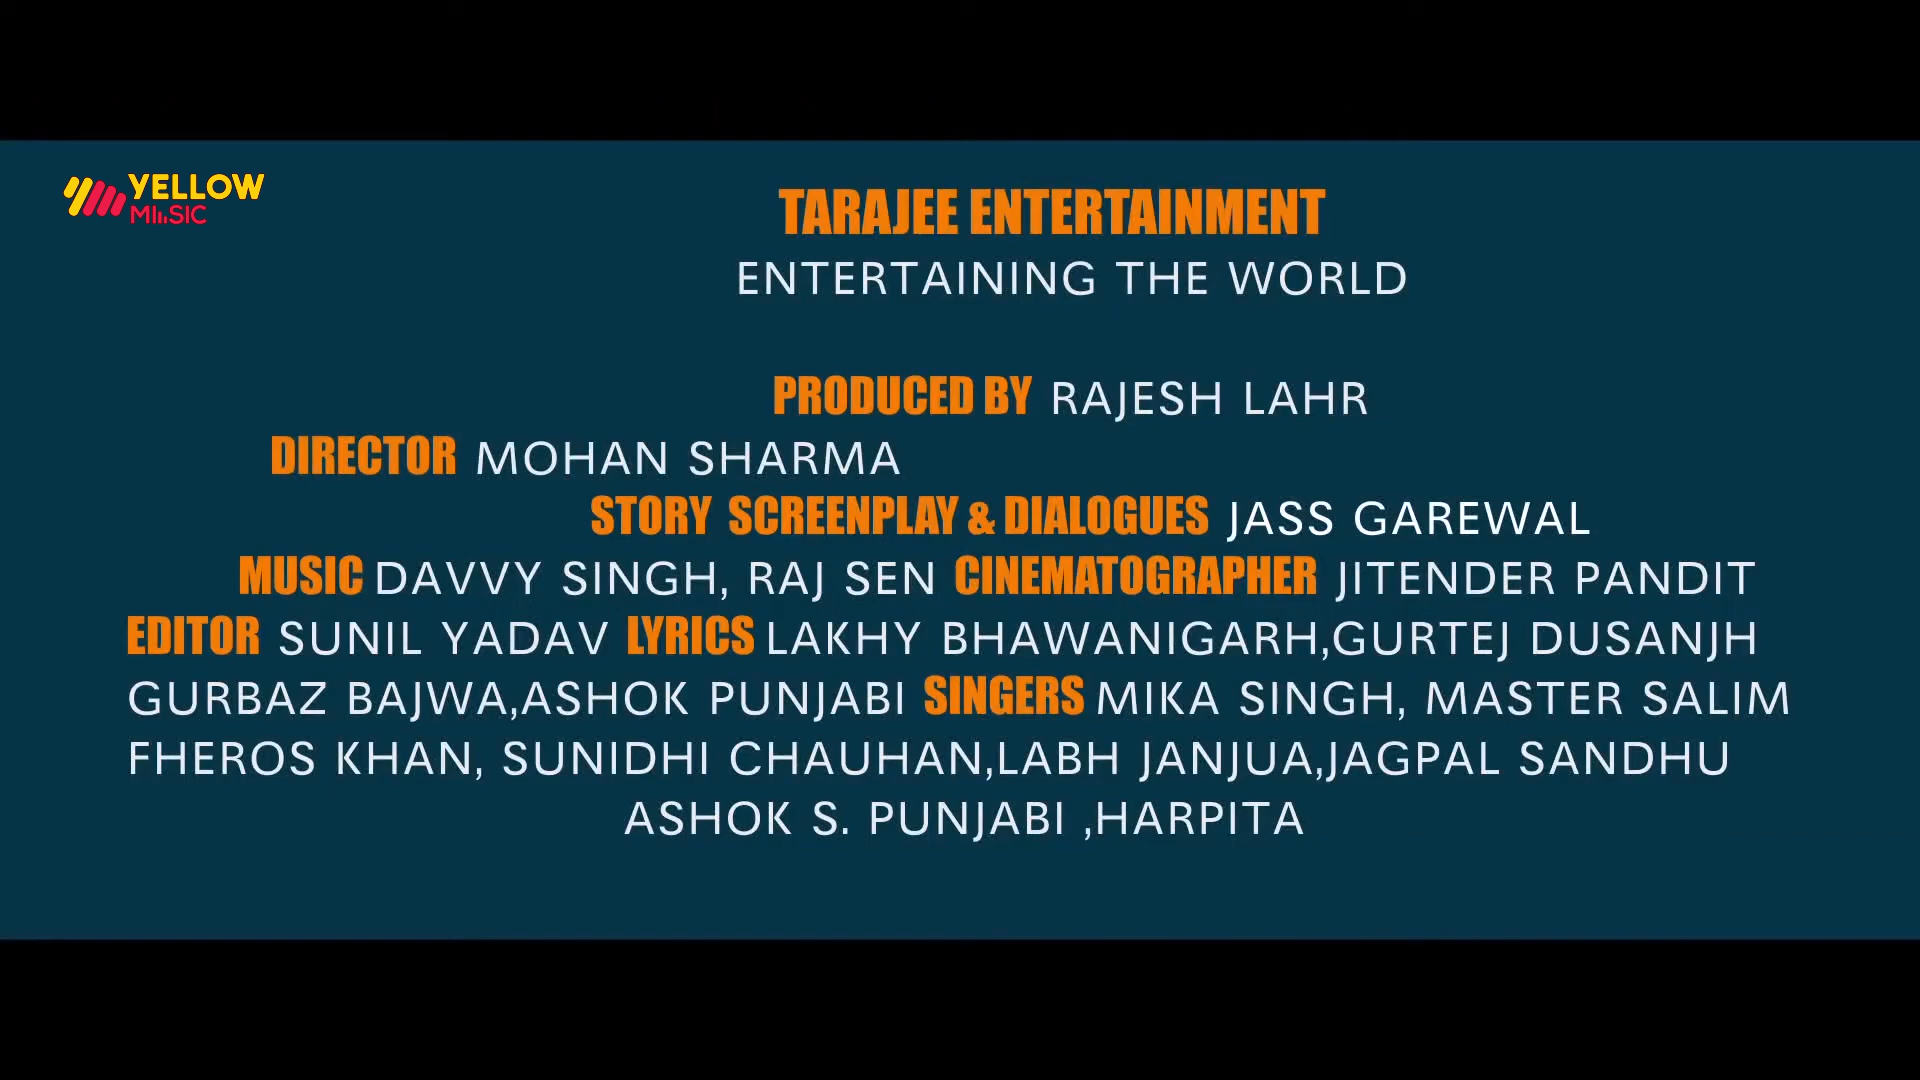 YELLOW
MUSIC
TARAJEE ENTERTAINMENT
ENTERTAINING THE WORLD
PRODUCED BY RAJESH LAHR
DIRECTOR MOHAN SHARMA
STORY SCREENPLAY & DIALOGUES JASS GAREWAL
MUSIC DAVVY SINGH, RAJ SEN CINEMATOGRAPHER JITENDER PANDIT
EDITOR SUNIL YADAV LYRICS LAKHY BHAWANIGARH,GURTEJ DUSANJH
GURBAZ BAJWA,ASHOK PUNJABI SINGERS MIKA SINGH, MASTER SALIM
FHEROS KHAN, SUNIDHI CHAUHAN,LABH JANJUA,JAGPAL SANDHU
ASHOK S. PUNJABI ,HARPITA